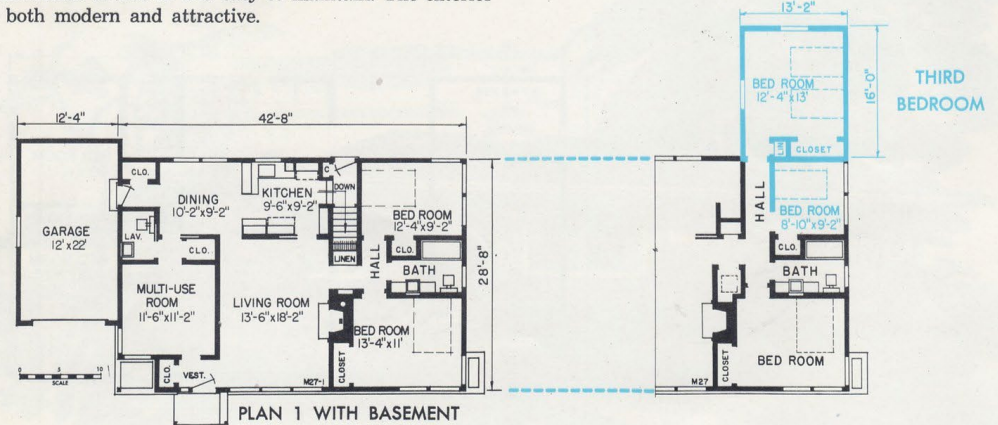 both modern and attractive.
12'-4"
42'-8"
CLO.
DINING
10'-2"x9'-2"
KITCHEN
9'-6"x9'-2"
C
DOWN
BED ROOM
12'-4"x9'-2"
GARAGE
12'x22'
LAV.
CLO.
LINEN
HALL
CLO.
BATH
28'-8"
MULTI-USE
ROOM
11'-6"x11'-2"
LIVING ROOM
13'-6"x18'-2"
BED ROOM
13'-4"x11'
CLOSET
CLO.
VEST.
M27-1
0 5 10
SCALE
PLAN 1 WITH BASEMENT
13'-2"
BED ROOM
12'-4"x13'
16'-0"
THIRD
BEDROOM
LIN
CLOSET
HALL
BED ROOM
8'-10"x9'-2"
CLO.
BATH
BED ROOM
CLOSET
M27